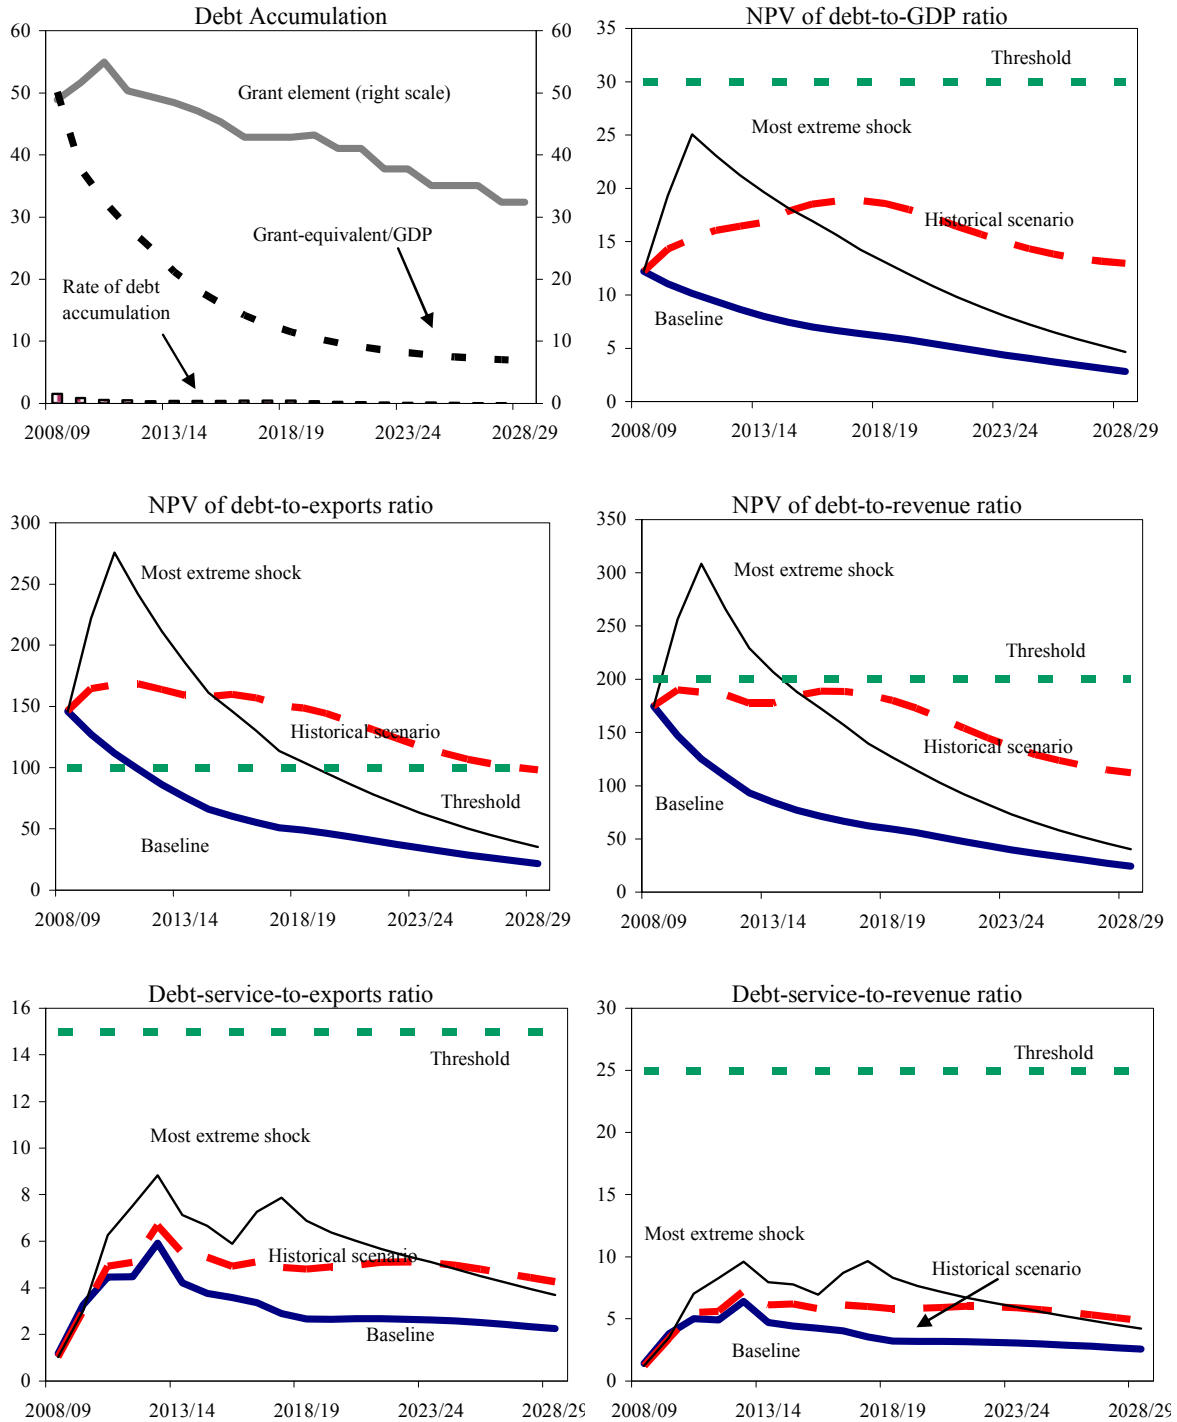 Debt Accumulation
60
50
40
30
20
10
0
60
50
40
30
20
10
0
Grant element (right scale)
Grant-equivalent/GDP
Rate of debt
accumulation
2008/09 2013/14 2018/19 2023/24 2028/29
NPV of debt-to-GDP ratio
35
30
25
20
15
10
5
0
Threshold
Most extreme shock
Historical scenario
Baseline
2008/09 2013/14 2018/19 2023/24 2028/29
NPV of debt-to-exports ratio
300
250
200
150
100
50
0
Most extreme shock
Historical scenario
Threshold
Baseline
2008/09 2013/14 2018/19 2023/24 2028/29
NPV of debt-to-revenue ratio
350
300
250
200
150
100
50
0
Most extreme shock
Threshold
Historical scenario
Baseline
2008/09 2013/14 2018/19 2023/24 2028/29
Debt-service-to-exports ratio
16
14
12
10
8
6
4
2
0
Threshold
Most extreme shock
Historical scenario
Baseline
2008/09 2013/14 2018/19 2023/24 2028/29
Debt-service-to-revenue ratio
30
25
20
15
10
5
0
Threshold
Most extreme shock
Historical scenario
Baseline
2008/09 2013/14 2018/19 2023/24 2028/29